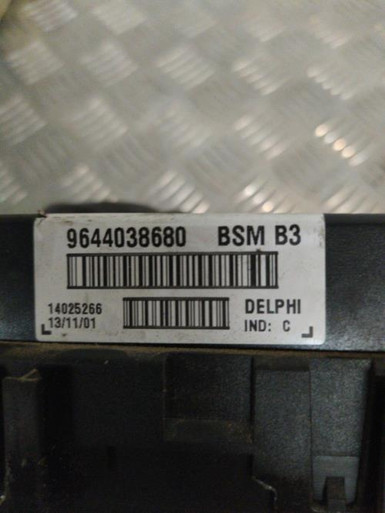 9644038680 BSM B3
14025266 DELPHI
13/11/01 IND: C